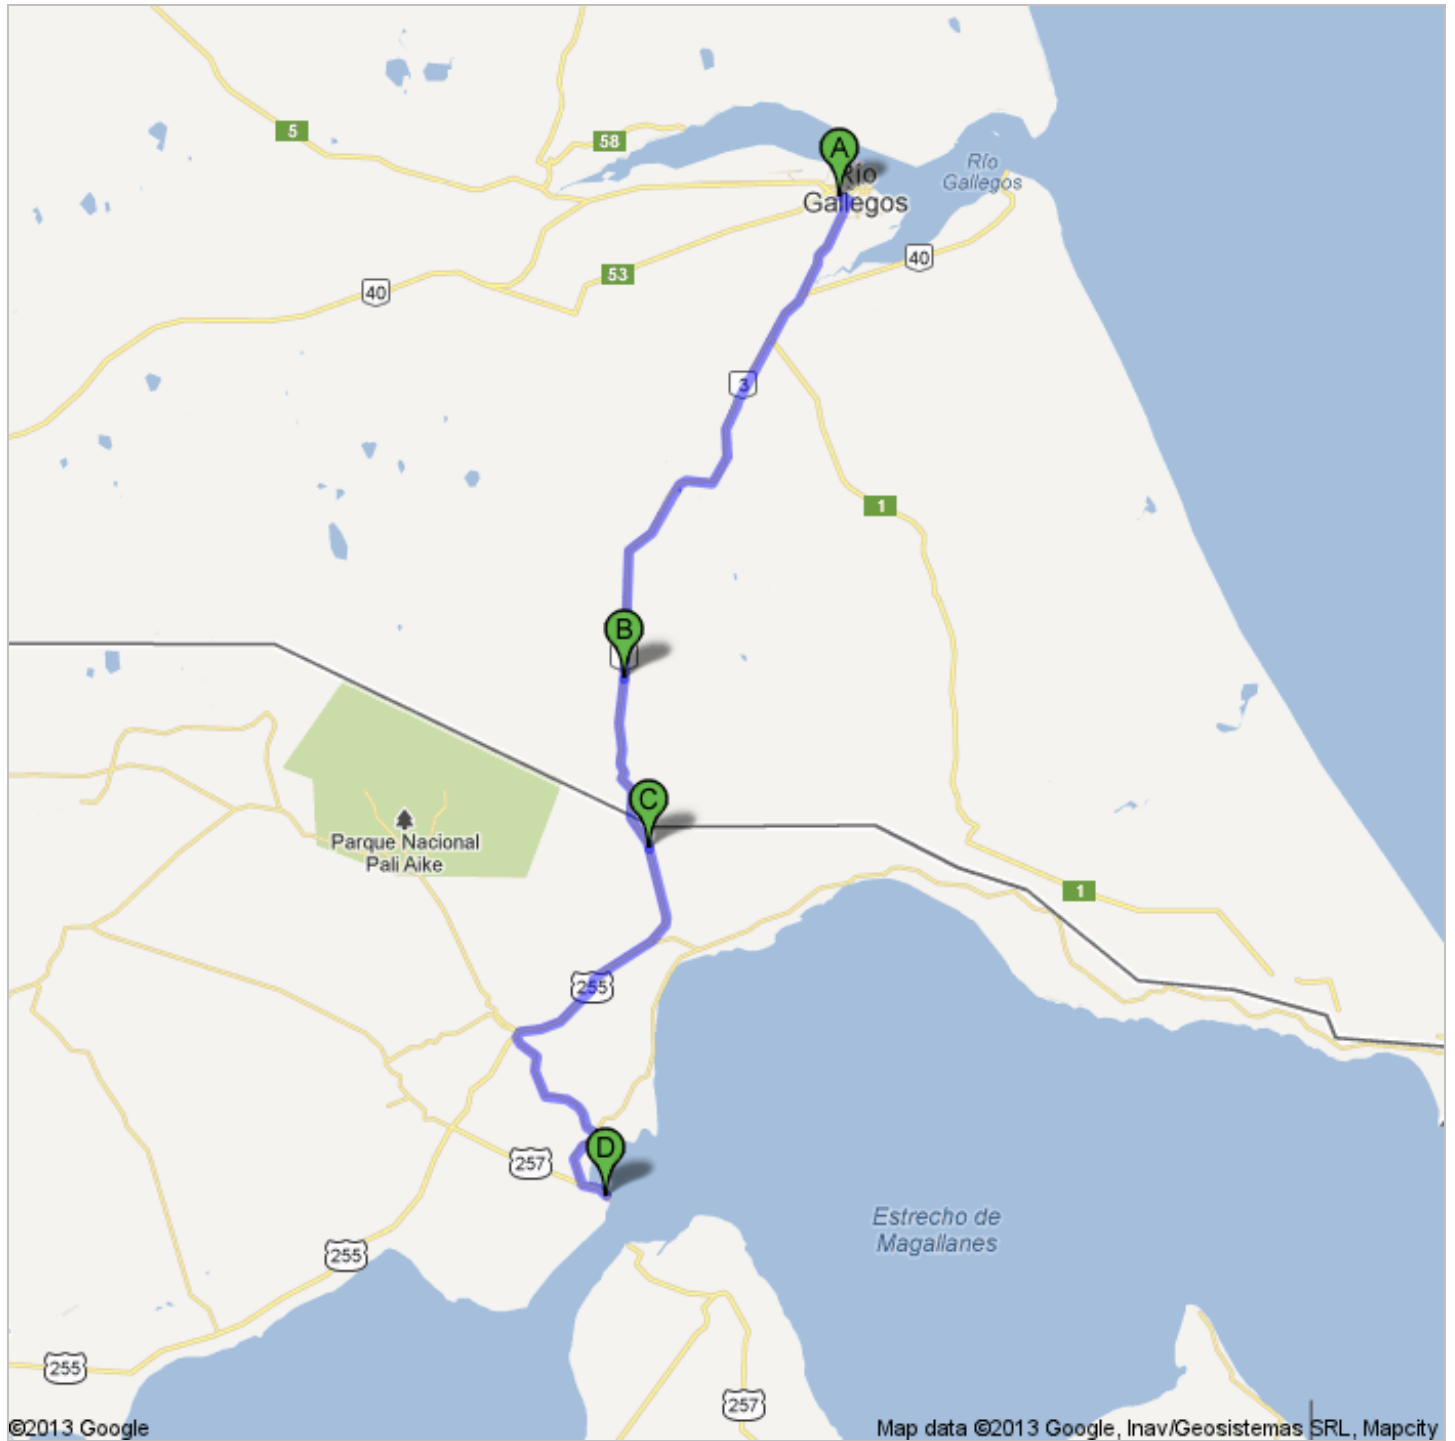 5
58
A
Río
Gallegos
Río
Gallegos
53
40
40
3
1
B
C
Parque Nacional
Pali Aike
1
255
D
257
Estrecho de
Magallanes
255
255
257
©2013 Google
Map data ©2013 Google, Inav/Geosistemas SRL, Mapcity